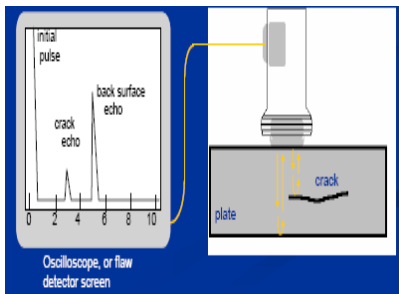 initial
pulse
back surface
echo
crack
echo
0 2 4 6 8 10
crack
plate
Oscilloscope, or flaw
detector screen